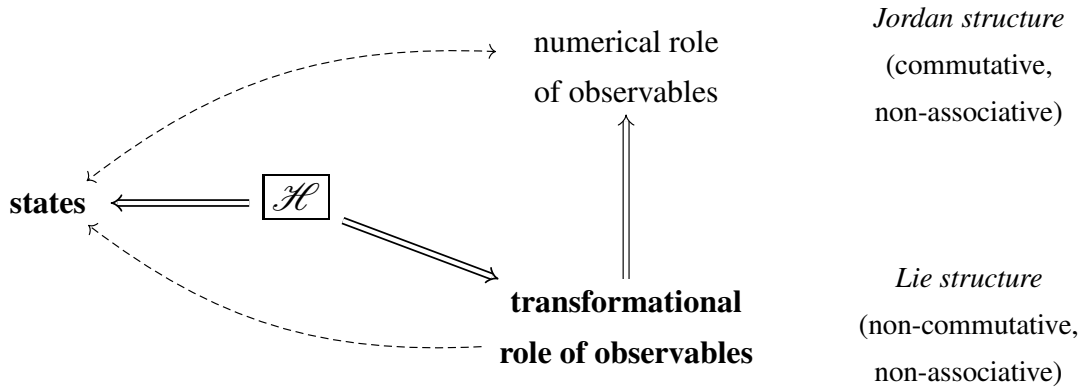 numerical role
of observables
Jordan structure
(commutative,
non-associative)
states
ℋ
transformational
role of observables
Lie structure
(non-commutative,
non-associative)